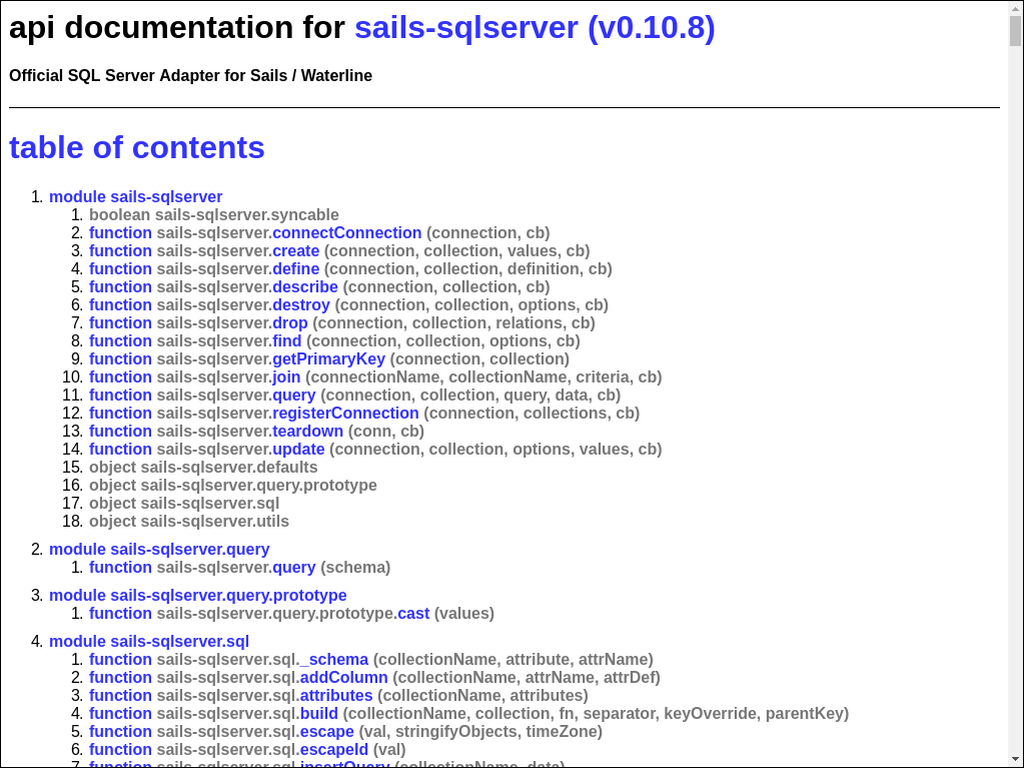 api documentation for sails-sqlserver (v0.10.8)
Official SQL Server Adapter for Sails / Waterline
table of contents
1. module sails-sqlserver
1. boolean sails-sqlserver.syncable
2. function sails-sqlserver.connectConnection (connection, cb)
3. function sails-sqlserver.create (connection, collection, values, cb)
4. function sails-sqlserver.define (connection, collection, definition, cb)
5. function sails-sqlserver.describe (connection, collection, cb)
6. function sails-sqlserver.destroy (connection, collection, options, cb)
7. function sails-sqlserver.drop (connection, collection, relations, cb)
8. function sails-sqlserver.find (connection, collection, options, cb)
9. function sails-sqlserver.getPrimaryKey (connection, collection)
10. function sails-sqlserver.join (connectionName, collectionName, criteria, cb)
11. function sails-sqlserver.query (connection, collection, query, data, cb)
12. function sails-sqlserver.registerConnection (connection, collections, cb)
13. function sails-sqlserver.teardown (conn, cb)
14. function sails-sqlserver.update (connection, collection, options, values, cb)
15. object sails-sqlserver.defaults
16. object sails-sqlserver.query.prototype
17. object sails-sqlserver.sql
18. object sails-sqlserver.utils
2. module sails-sqlserver.query
1. function sails-sqlserver.query (schema)
3. module sails-sqlserver.query.prototype
1. function sails-sqlserver.query.prototype.cast (values)
4. module sails-sqlserver.sql
1. function sails-sqlserver.sql._schema (collectionName, attribute, attrName)
2. function sails-sqlserver.sql.addColumn (collectionName, attrName, attrDef)
3. function sails-sqlserver.sql.attributes (collectionName, attributes)
4. function sails-sqlserver.sql.build (collectionName, collection, fn, separator, keyOverride, parentKey)
5. function sails-sqlserver.sql.escape (val, stringifyObjects, timeZone)
6. function sails-sqlserver.sql.escapeId (val)
7. function sails-sqlserver.sql.insertQuery (collectionName, data)